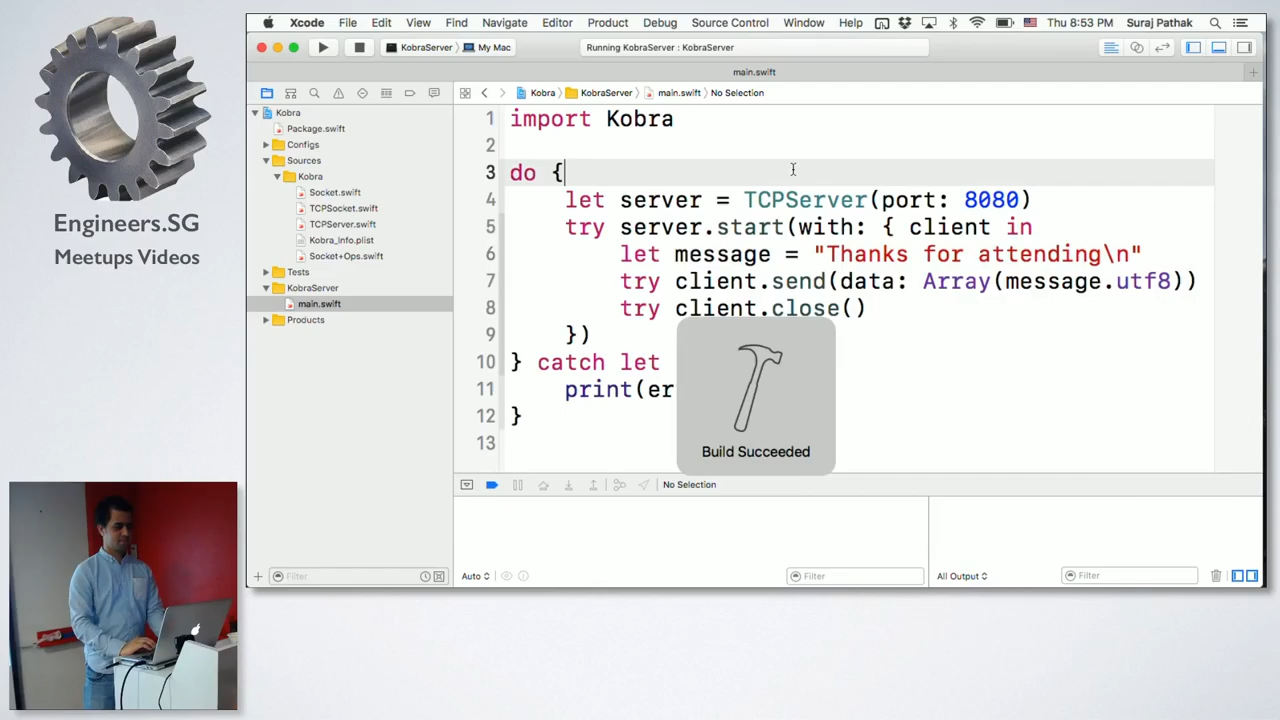 Engineers.SG
Meetups Videos
Xcode File Edit View Find Navigate Editor Product Debug Source Control Window Help Thu 8:53 PM Suraj Pathak
KobraServer My Mac Running KobraServer : KobraServer
main.swift
Kobra KobraServer main.swift No Selection
Kobra
Package.swift
Configs
Sources
Kobra
Socket.swift
TCPSocket.swift
TCPServer.swift
Kobra_Info.plist
Socket+Ops.swift
Tests
KobraServer
main.swift
Products
Filter
1 import Kobra
2
3 do {
4 let server = TCPServer(port: 8080)
5 try server.start(with: { client in
6 let message = "Thanks for attending\n"
7 try client.send(data: Array(message.utf8))
8 try client.close()
9 })
10 } catch let
11 print(er
12 }
13
Build Succeeded
No Selection
Auto Filter All Output Filter